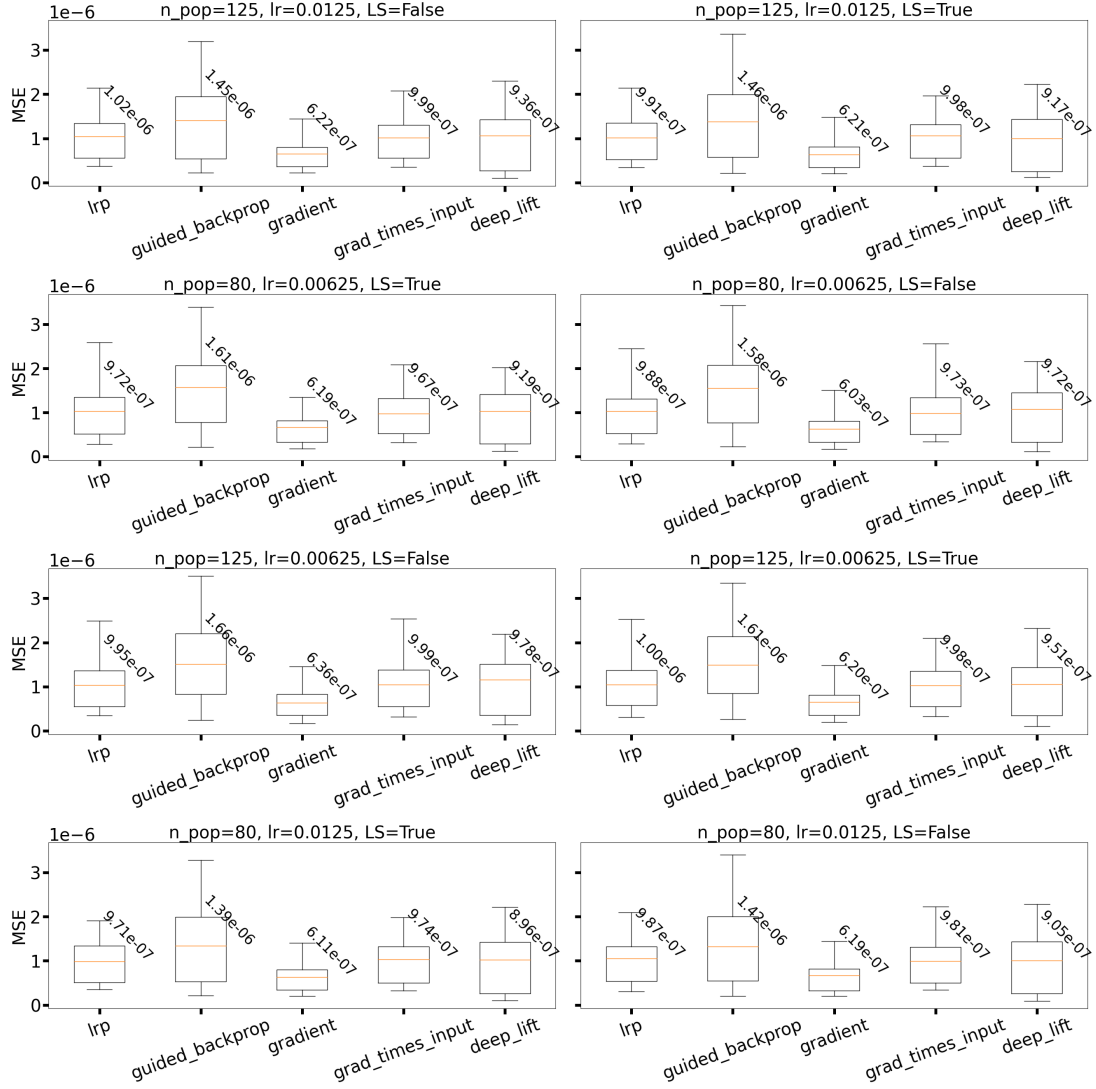 1e−6
n_pop=125, lr=0.0125, LS=False
n_pop=125, lr=0.0125, LS=True
MSE
3
2
1
0
1.02e-06
1.45e-06
6.22e-07
9.99e-07
9.36e-07
9.91e-07
1.46e-06
6.21e-07
9.98e-07
9.17e-07
lrp
guided_backprop
gradient
grad_times_input
deep_lift
lrp
guided_backprop
gradient
grad_times_input
deep_lift
1e−6
n_pop=80, lr=0.00625, LS=True
n_pop=80, lr=0.00625, LS=False
MSE
3
2
1
0
9.72e-07
1.61e-06
6.19e-07
9.67e-07
9.19e-07
9.88e-07
1.58e-06
6.03e-07
9.73e-07
9.72e-07
lrp
guided_backprop
gradient
grad_times_input
deep_lift
lrp
guided_backprop
gradient
grad_times_input
deep_lift
1e−6
n_pop=125, lr=0.00625, LS=False
n_pop=125, lr=0.00625, LS=True
MSE
3
2
1
0
9.95e-07
1.66e-06
6.36e-07
9.99e-07
9.78e-07
1.00e-06
1.61e-06
6.20e-07
9.98e-07
9.51e-07
lrp
guided_backprop
gradient
grad_times_input
deep_lift
lrp
guided_backprop
gradient
grad_times_input
deep_lift
1e−6
n_pop=80, lr=0.0125, LS=True
n_pop=80, lr=0.0125, LS=False
MSE
3
2
1
0
9.71e-07
1.39e-06
6.11e-07
9.74e-07
8.96e-07
9.87e-07
1.42e-06
6.19e-07
9.81e-07
9.05e-07
lrp
guided_backprop
gradient
grad_times_input
deep_lift
lrp
guided_backprop
gradient
grad_times_input
deep_lift